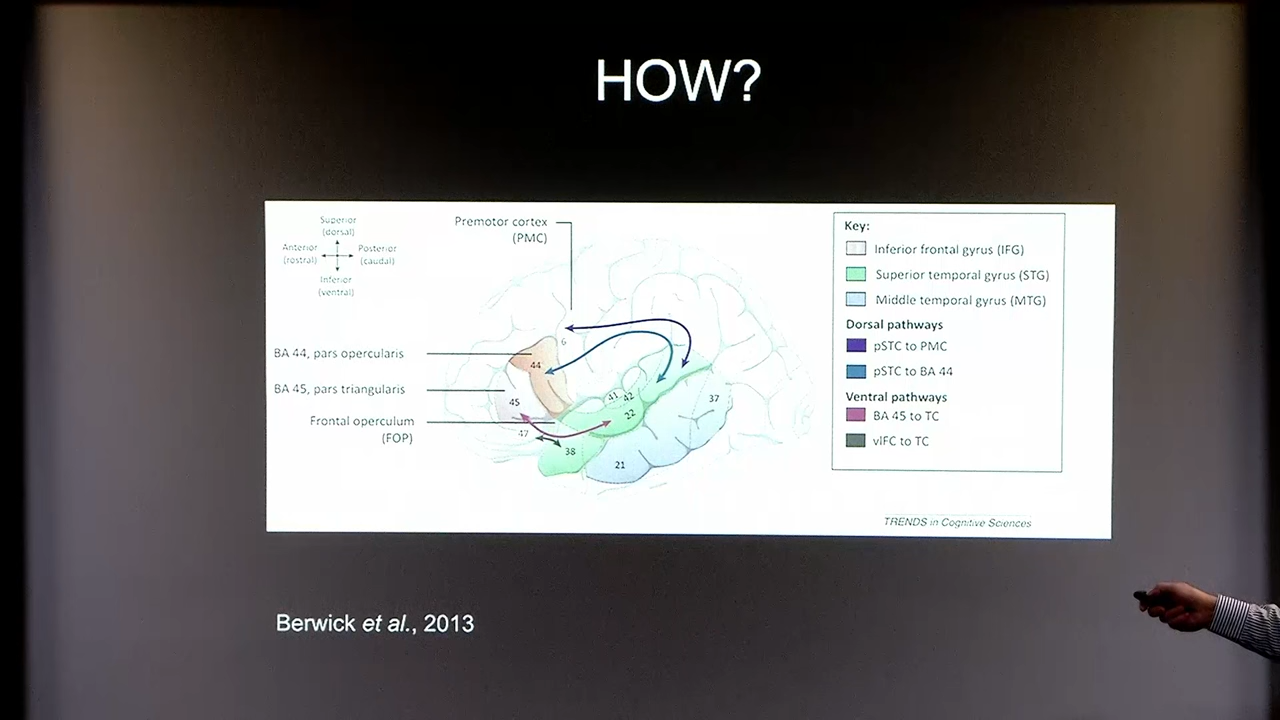 HOW?
Superior
(dorsal)
Anterior
(rostral)
Posterior
(caudal)
Inferior
(ventral)
Premotor cortex
(PMC)
BA 44, pars opercularis
BA 45, pars triangularis
Frontal operculum
(FOP)
6
44
45
47
41
42
22
38
21
37
Key:
Inferior frontal gyrus (IFG)
Superior temporal gyrus (STG)
Middle temporal gyrus (MTG)
Dorsal pathways
pSTC to PMC
pSTC to BA 44
Ventral pathways
BA 45 to TC
vIFC to TC
TRENDS in Cognitive Sciences
Berwick et al., 2013